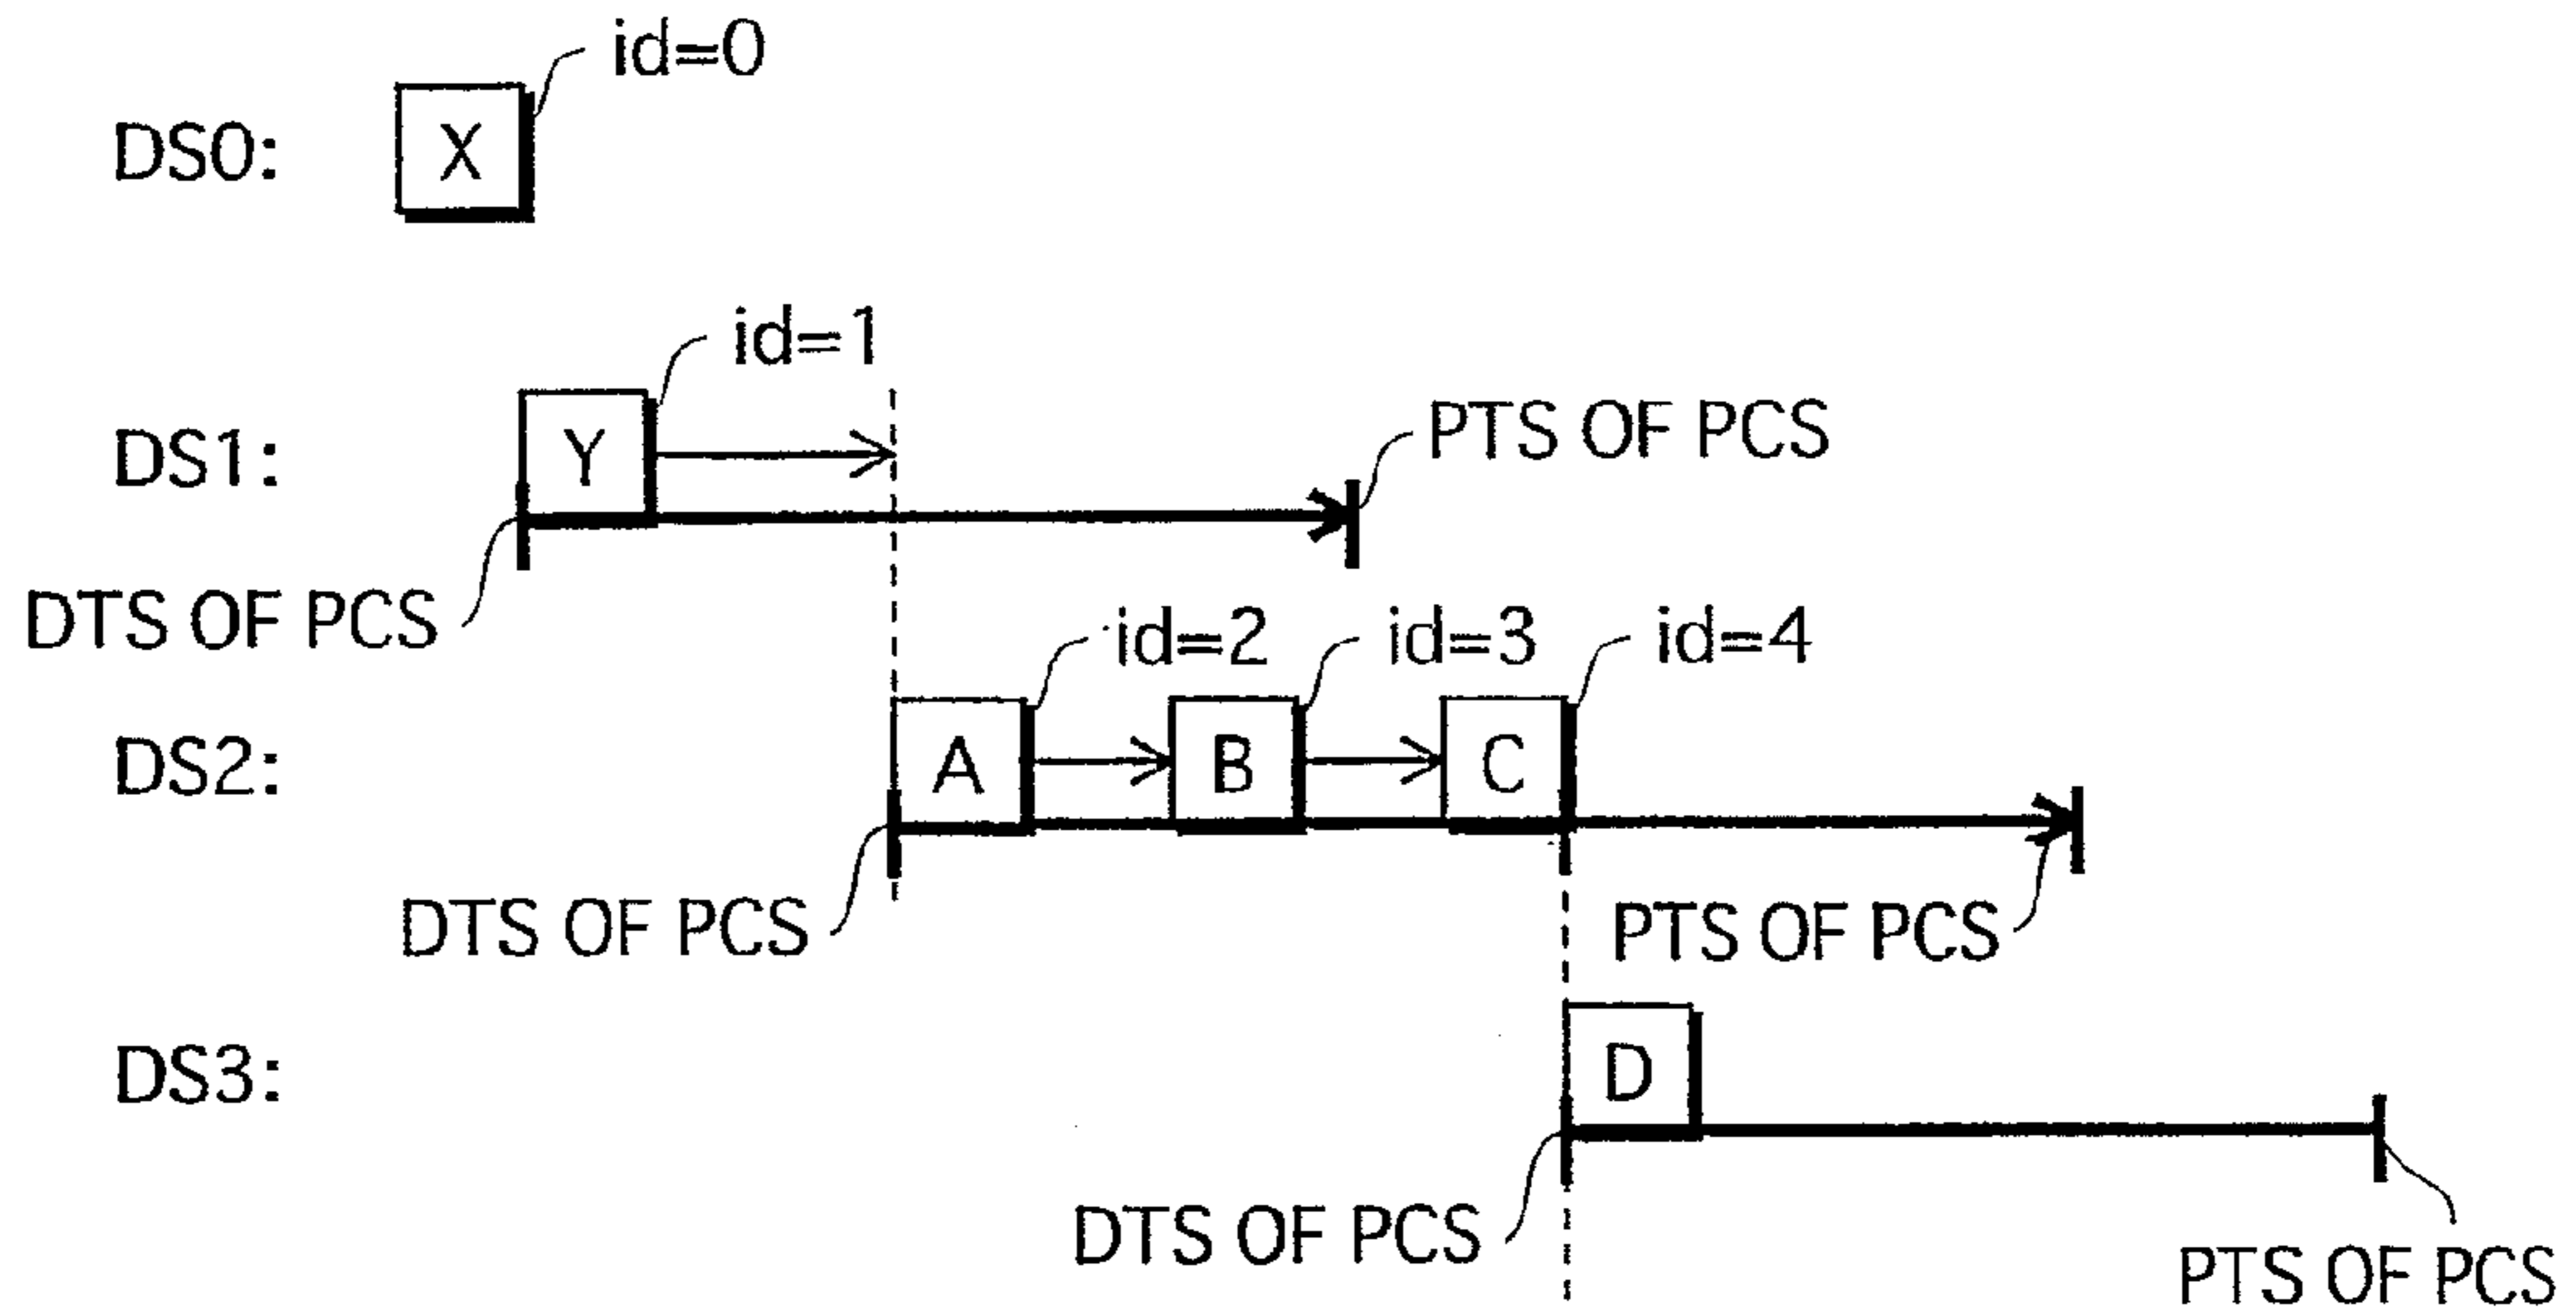 id=0
DS0:
X
id=1
DS1:
Y
PTS OF PCS
DTS OF PCS
id=2
id=3
id=4
DS2:
A
B
C
DTS OF PCS
PTS OF PCS
DS3:
D
DTS OF PCS
PTS OF PCS